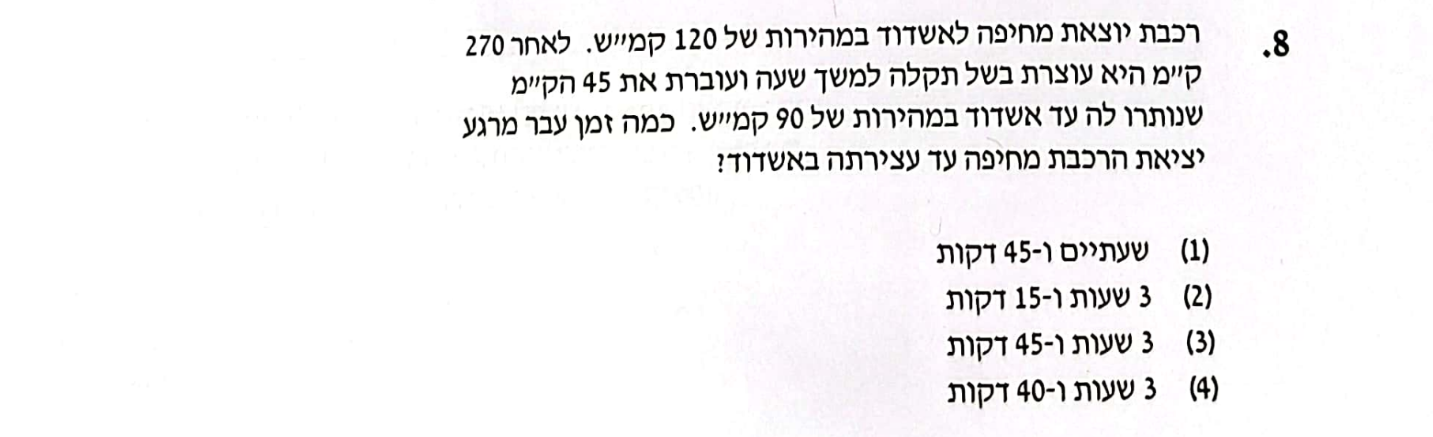 8. רכבת יוצאת מחיפה לאשדוד במהירות של 120 קמ״ש. לאחר 270
ק״מ היא עוצרת בשל תקלה למשך שעה ועוברת את 45 הק״מ
שנותרו לה עד אשדוד במהירות של 90 קמ״ש. כמה זמן עבר מרגע
יציאת הרכבת מחיפה עד עצירתה באשדוד?
(1) שעתיים ו-45 דקות
(2) 3 שעות ו-15 דקות
(3) 3 שעות ו-45 דקות
(4) 3 שעות ו-40 דקות